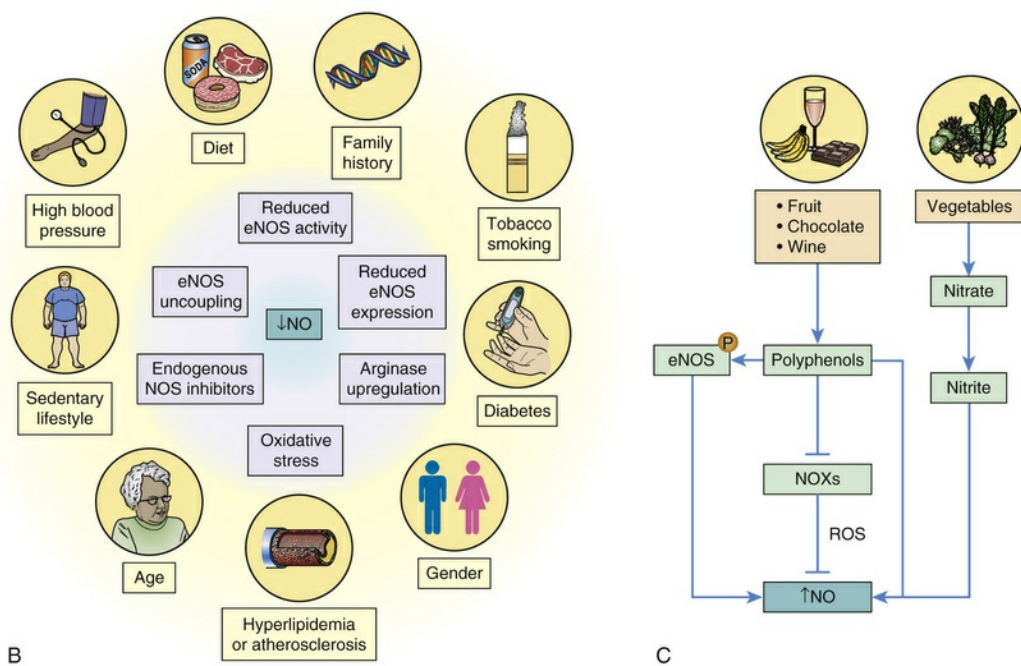 SODA
Diet
Family
history
High blood
pressure
Tobacco
smoking
Sedentary
lifestyle
Diabetes
Age
Gender
Hyperlipidemia
or atherosclerosis
Reduced
eNOS activity
eNOS
uncoupling
Reduced
eNOS
expression
↓NO
Endogenous
NOS inhibitors
Arginase
upregulation
Oxidative
stress
B
• Fruit
• Chocolate
• Wine
Vegetables
Nitrate
P
eNOS
Polyphenols
Nitrite
NOXs
ROS
↑NO
C